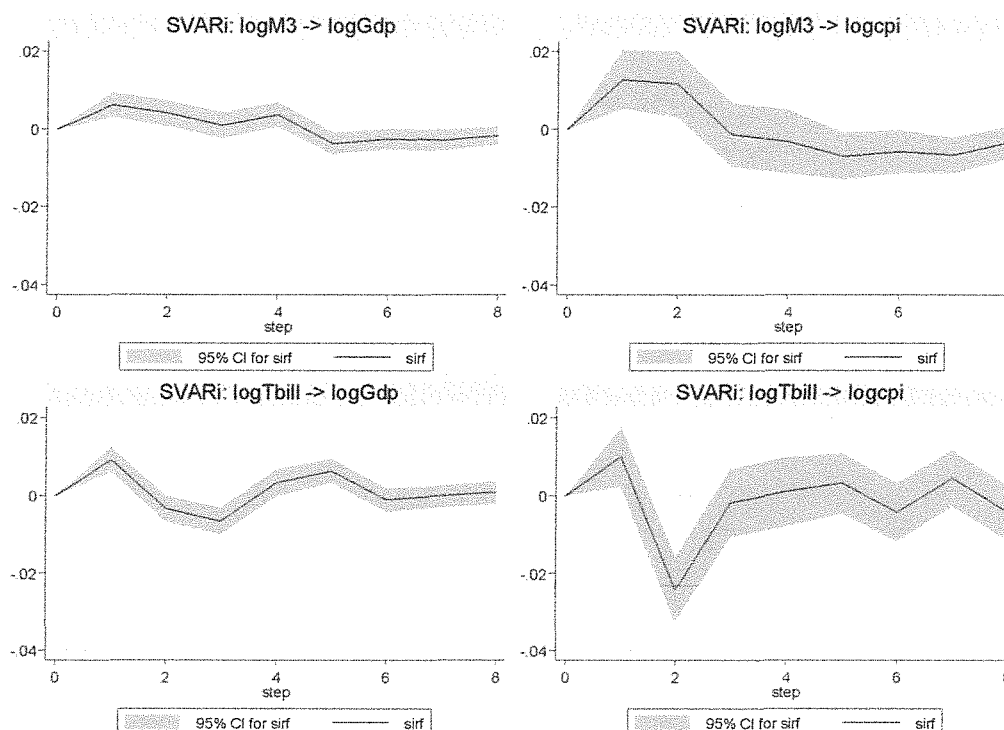 SVARi: logM3 -> logGdp
.02
0
-.02
-.04
0
2
4
6
8
step
95% CI for sirf
sirf
SVARi: logM3 -> logcpi
.02
0
-.02
-.04
0
2
4
6
8
step
95% CI for sirf
sirf
SVARi: logTbill -> logGdp
.02
0
-.02
-.04
0
2
4
6
8
step
95% CI for sirf
sirf
SVARi: logTbill -> logcpi
.02
0
-.02
-.04
0
2
4
6
8
step
95% CI for sirf
sirf